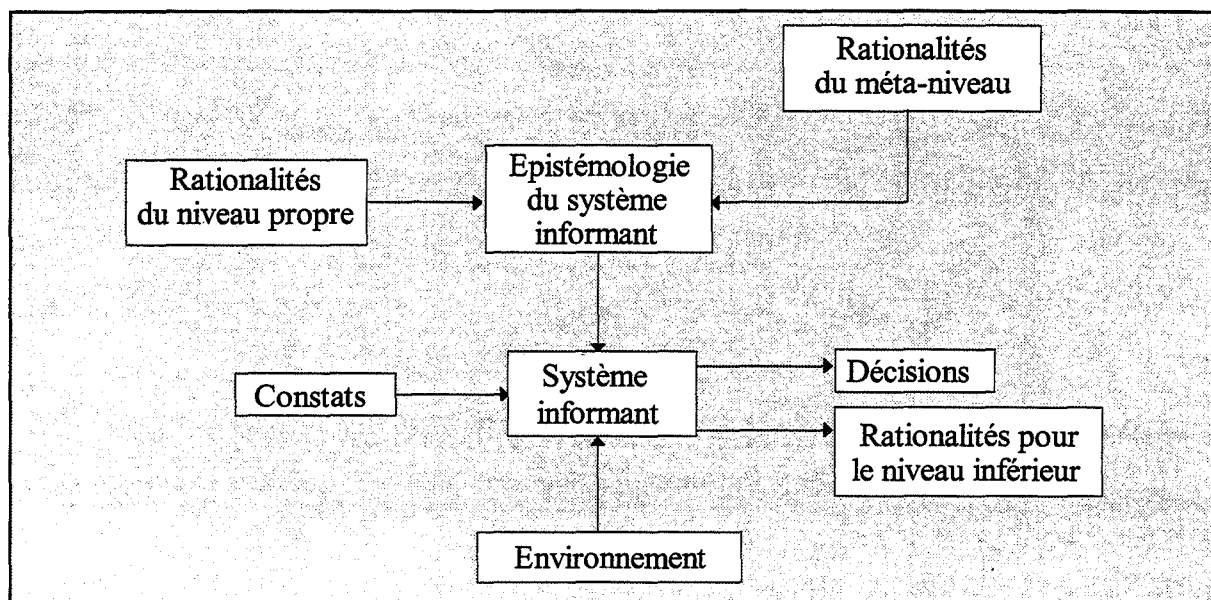 Rationalités
du méta-niveau
Rationalités
du niveau propre
Epistémologie
du système
informant
Système
informant
Décisions
Constats
Rationalités pour
le niveau inférieur
Environnement